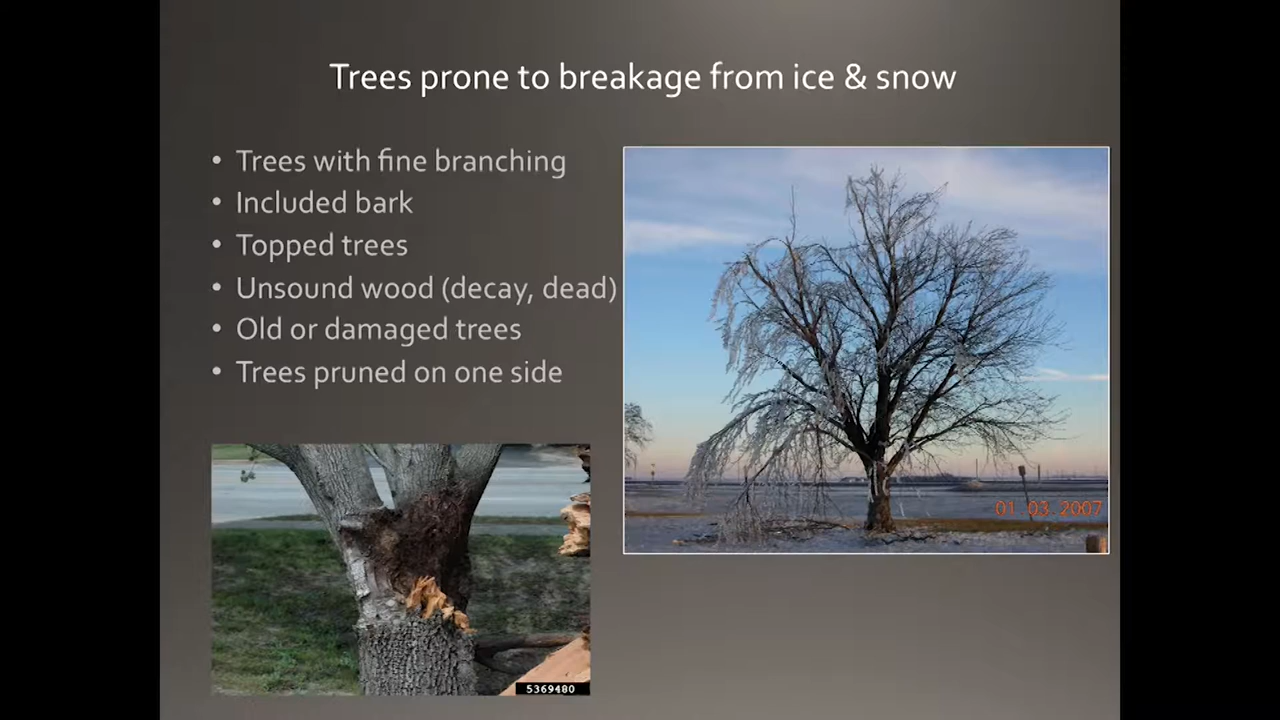 Trees prone to breakage from ice & snow
• Trees with fine branching
• Included bark
• Topped trees
• Unsound wood (decay, dead)
• Old or damaged trees
• Trees pruned on one side
01 03 2007
5369480